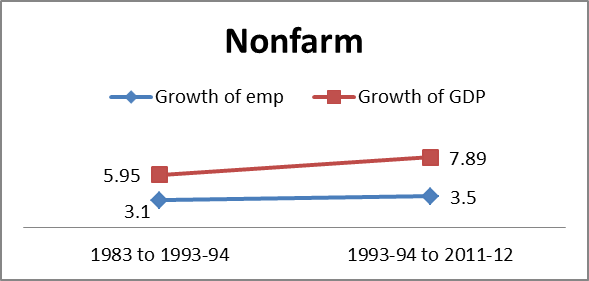 Nonfarm
Growth of emp Growth of GDP
5.95 7.89
3.1 3.5
1983 to 1993-94 1993-94 to 2011-12